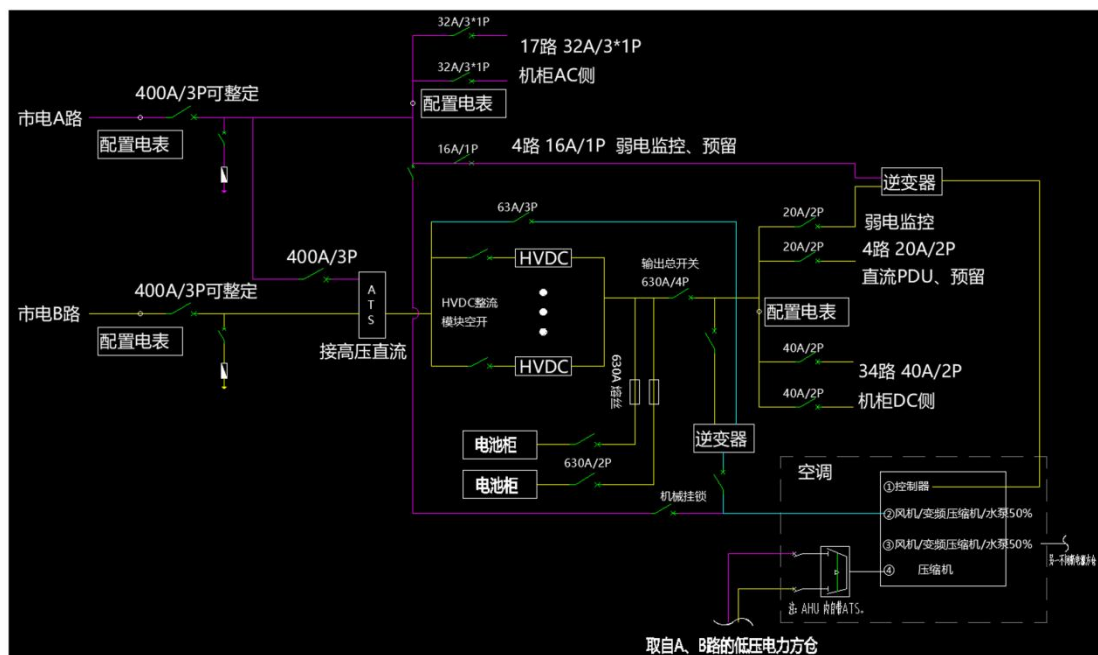 32A/3*1P
17路 32A/3*1P
32A/3*1P
机柜AC侧
400A/3P可整定
配置电表
市电A路
配置电表
16A/1P
4路 16A/1P 弱电监控、预留
逆变器
63A/3P
20A/2P
弱电监控
400A/3P
HVDC
输出总开关
630A/4P
20A/2P
4路 20A/2P
直流PDU、预留
400A/3P可整定
ATS
HVDC整流
模块空开
市电B路
配置电表
配置电表
接高压直流
HVDC
630A 熔丝
40A/2P
34路 40A/2P
机柜DC侧
40A/2P
电池柜
逆变器
630A/2P
电池柜
空调
机械挂锁
①控制器
②风机/变频压缩机/水泵50%
③风机/变频压缩机/水泵50%
④ 压缩机
取自A、B路的低压电力方仓